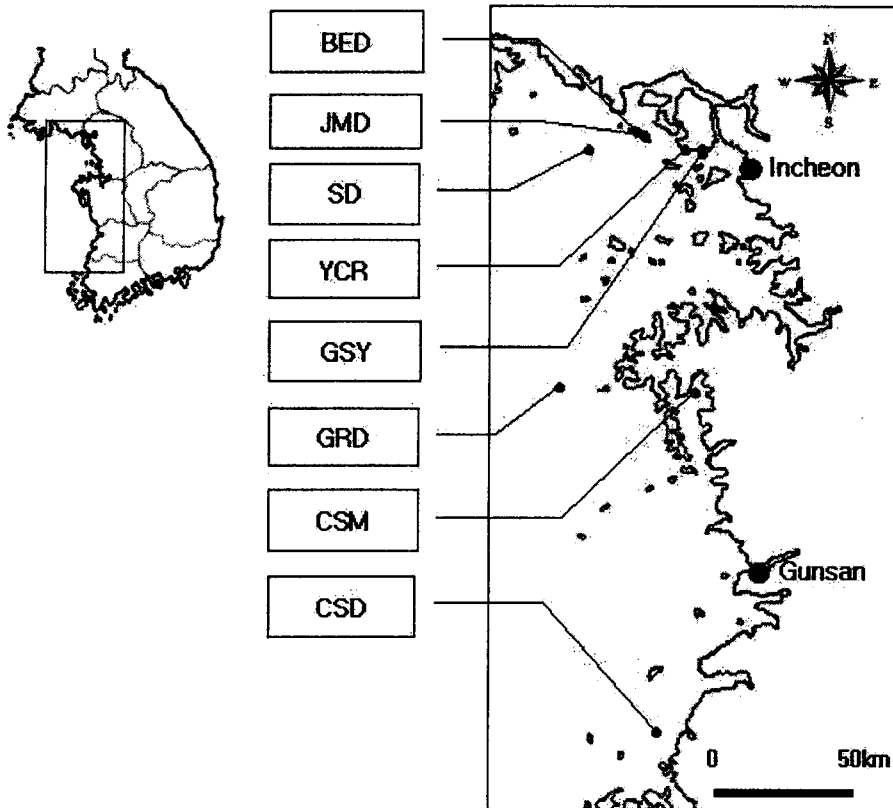 BED
JMD
SD
YCR
GSY
GRD
CSM
CSD
N
W E
S
Incheon
Gunsan
0 50km